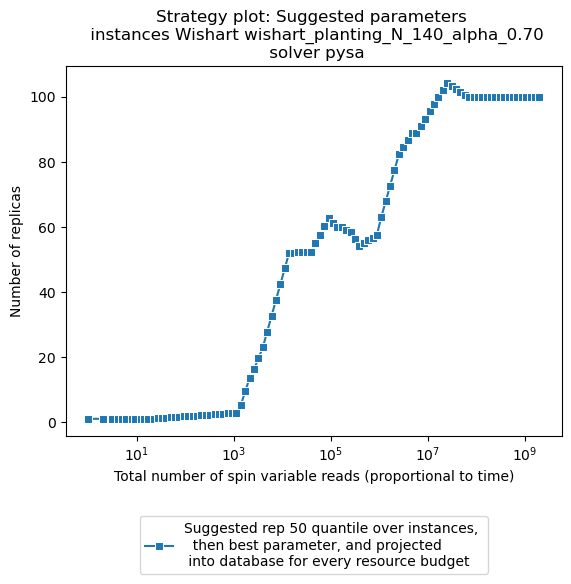 Strategy plot: Suggested parameters
instances Wishart wishart_planting_N_140_alpha_0.70
solver pysa
Number of replicas
100
80
60
40
20
0
10^1
10^3
10^5
10^7
10^9
Total number of spin variable reads (proportional to time)
Suggested rep 50 quantile over instances,
then best parameter, and projected
into database for every resource budget